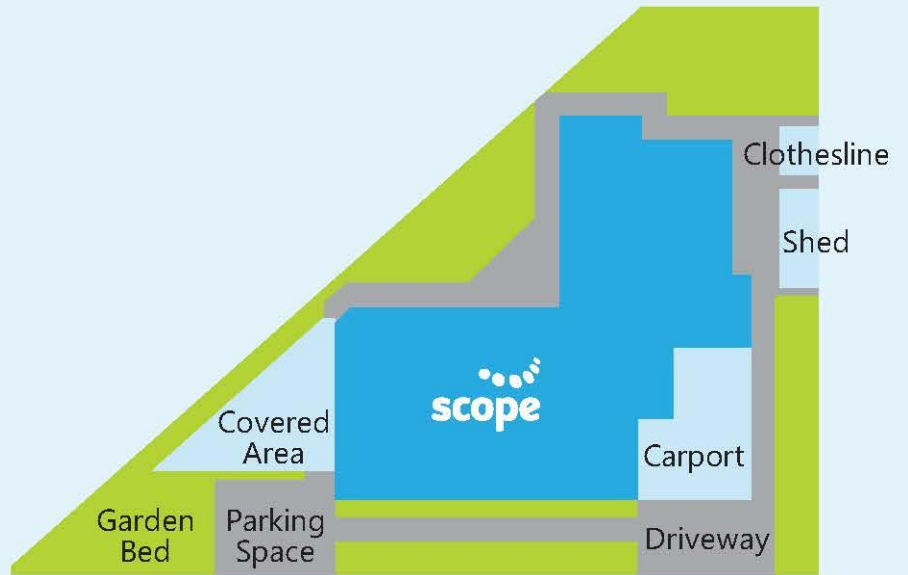 Clothesline
Shed
scope
Covered
Area
Carport
Garden
Bed
Parking
Space
Driveway